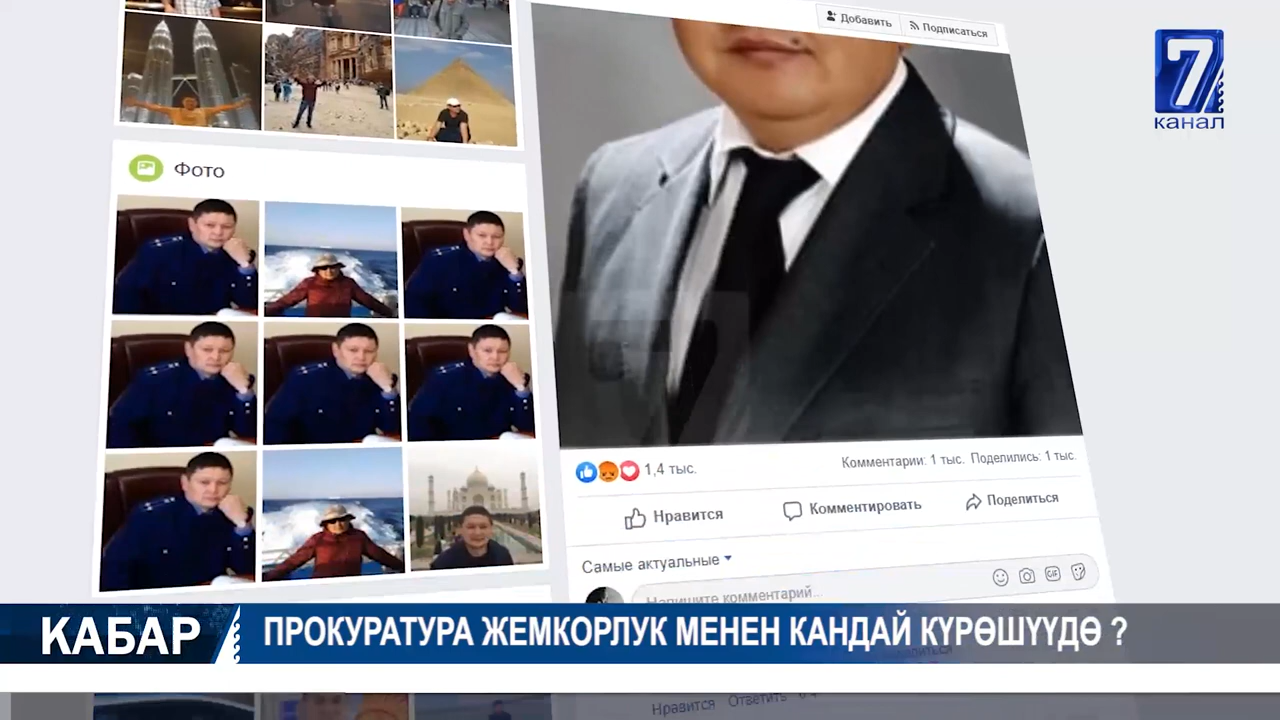 Добавить
Подписаться
7
канал
Фото
1,4 тыс.
Комментарии: 1 тыс. Поделились: 1 тыс.
Нравится
Комментировать
Поделиться
Самые актуальные
Напишите комментарий...
GIF
КАБАР
ПРОКУРАТУРА ЖЕМКОРЛУК МЕНЕН КАНДАЙ КҮРӨШҮҮДӨ ?
Нравится Ответить